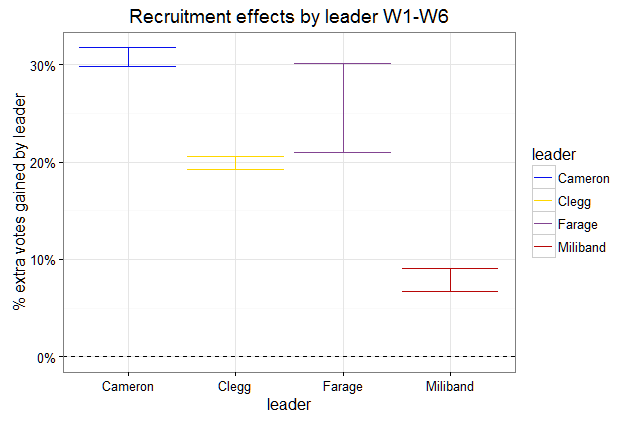 Recruitment effects by leader W1-W6
% extra votes gained by leader
30%
20%
10%
0%
Cameron Clegg Farage Miliband
leader
leader
Cameron
Clegg
Farage
Miliband